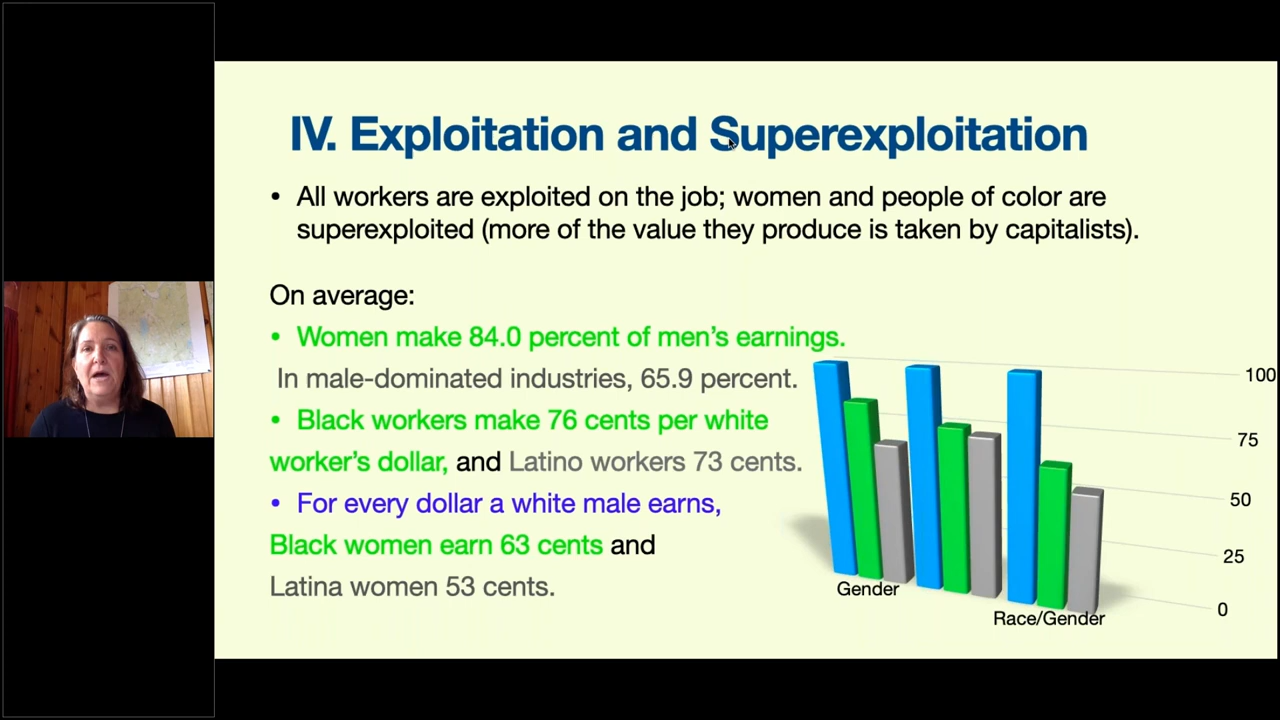 IV. Exploitation and Superexploitation
• All workers are exploited on the job; women and people of color are
superexploited (more of the value they produce is taken by capitalists).
On average:
• Women make 84.0 percent of men’s earnings.
In male-dominated industries, 65.9 percent.
• Black workers make 76 cents per white
worker’s dollar, and Latino workers 73 cents.
• For every dollar a white male earns,
Black women earn 63 cents and
Latina women 53 cents.
100
75
50
25
0
Gender
Race/Gender